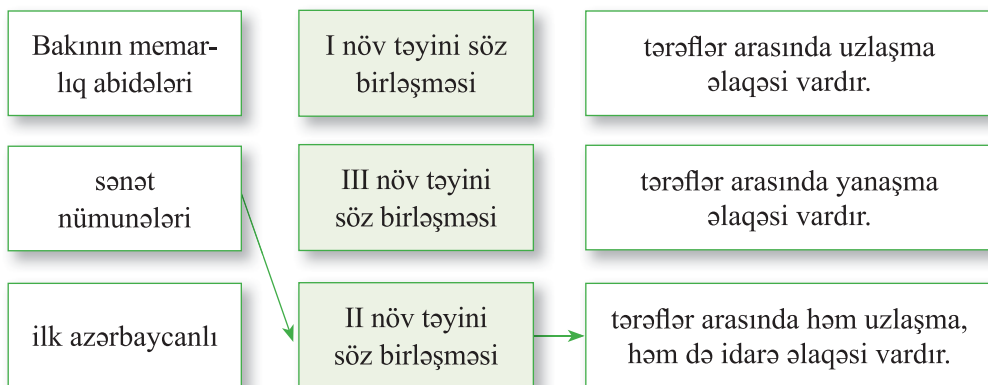 Bakının memar-
lıq abidələri
I növ təyini söz
birləşməsi
tərəflər arasında uzlaşma
əlaqəsi vardır.
sənət
nümunələri
III növ təyini
söz birləşməsi
tərəflər arasında yanaşma
əlaqəsi vardır.
ilk azərbaycanlı
II növ təyini
söz birləşməsi
tərəflər arasında həm uzlaşma,
həm də idarə əlaqəsi vardır.